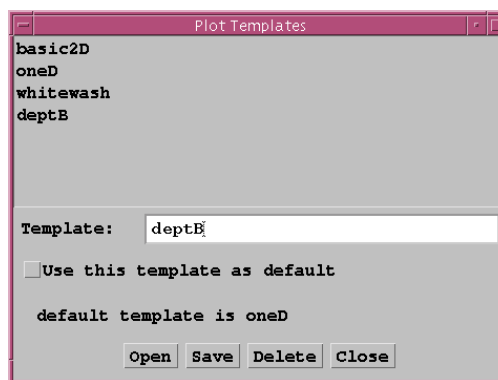 Plot Templates
basic2D
oneD
whitewash
deptB
Template: deptB
Use this template as default
default template is oneD
Open Save Delete Close